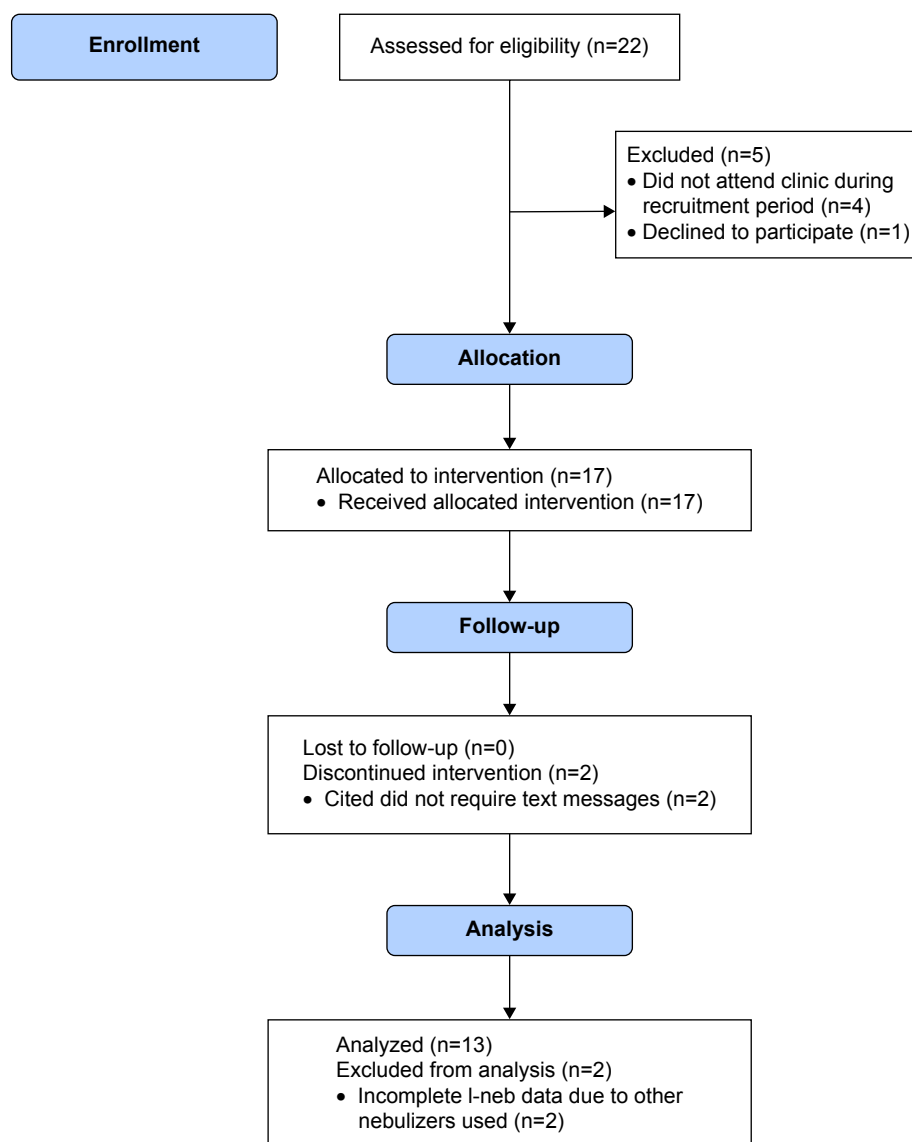 Enrollment
Assessed for eligibility (n=22)
Excluded (n=5)
• Did not attend clinic during
recruitment period (n=4)
• Declined to participate (n=1)
Allocation
Allocated to intervention (n=17)
• Received allocated intervention (n=17)
Follow-up
Lost to follow-up (n=0)
Discontinued intervention (n=2)
• Cited did not require text messages (n=2)
Analysis
Analyzed (n=13)
Excluded from analysis (n=2)
• Incomplete I-neb data due to other
nebulizers used (n=2)